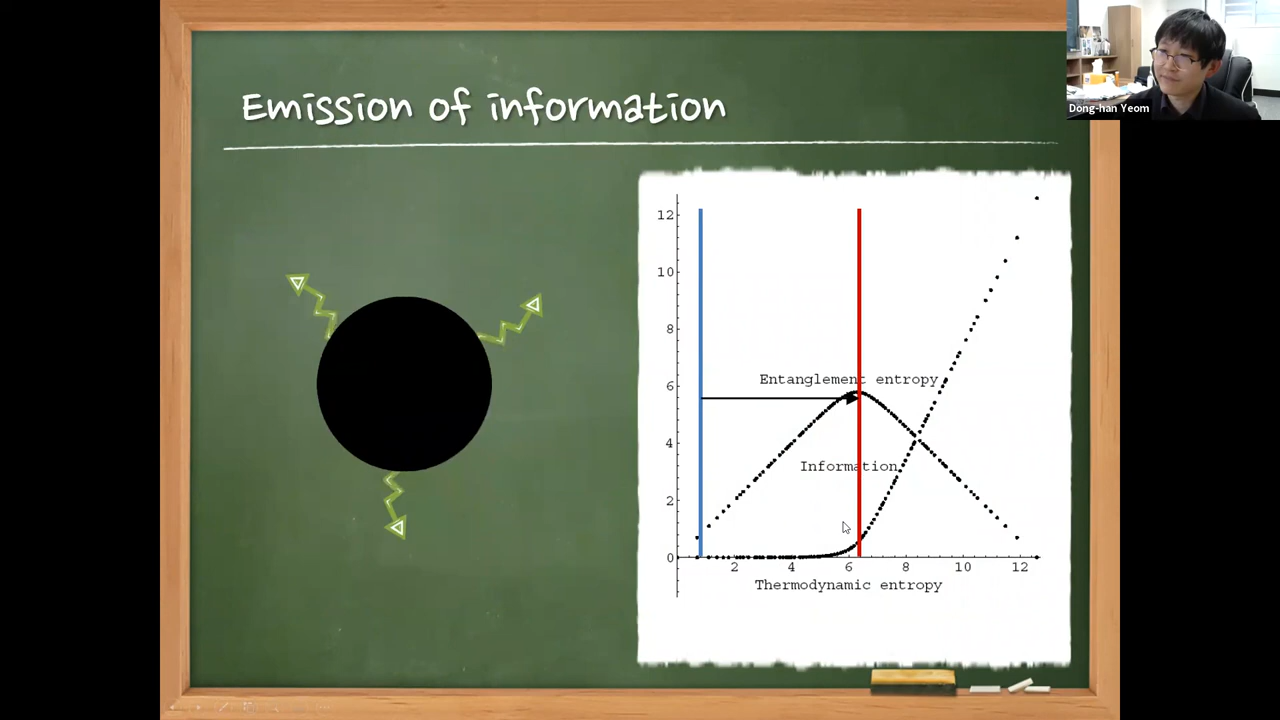 Emission of information
Dong-han Yeom
12
10
8
Entanglement entropy
6
4
Information
2
0
2 4 6 8 10 12
Thermodynamic entropy